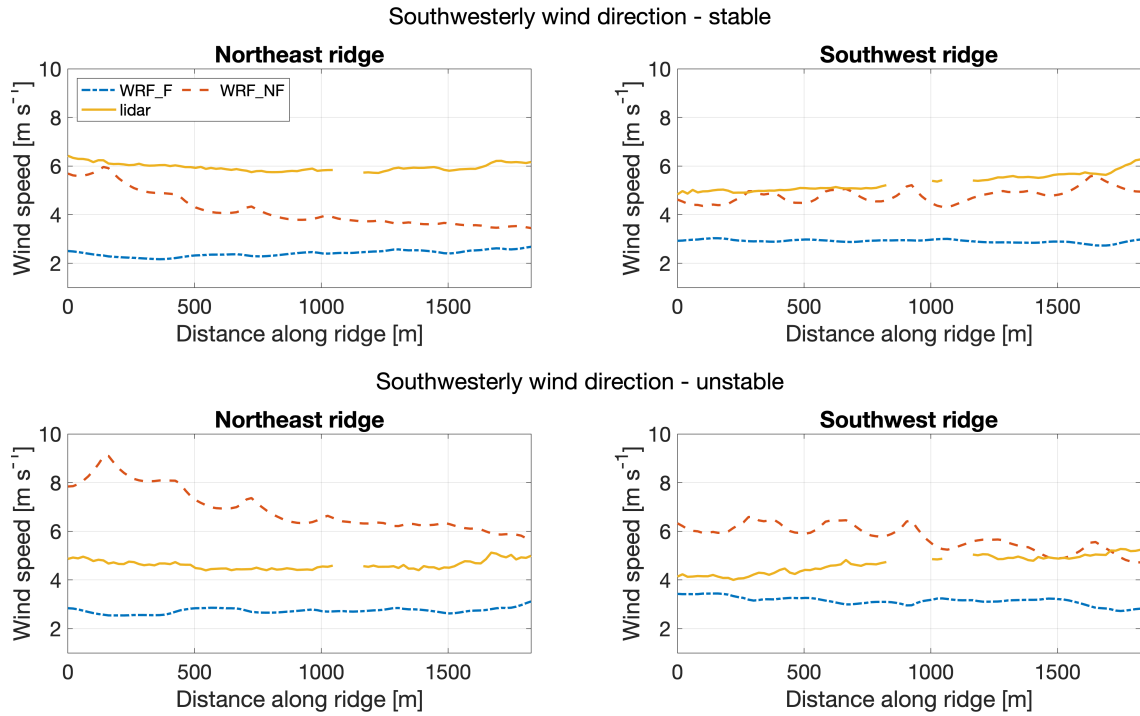 Southwesterly wind direction - stable
Northeast ridge
Southwest ridge
10
8
6
4
2
Wind speed [m s⁻¹]
WRF_F
WRF_NF
lidar
0
500
1000
1500
Distance along ridge [m]
10
8
6
4
2
Wind speed [m s⁻¹]
0
500
1000
1500
Distance along ridge [m]
Southwesterly wind direction - unstable
Northeast ridge
Southwest ridge
10
8
6
4
2
Wind speed [m s⁻¹]
0
500
1000
1500
Distance along ridge [m]
10
8
6
4
2
Wind speed [m s⁻¹]
0
500
1000
1500
Distance along ridge [m]